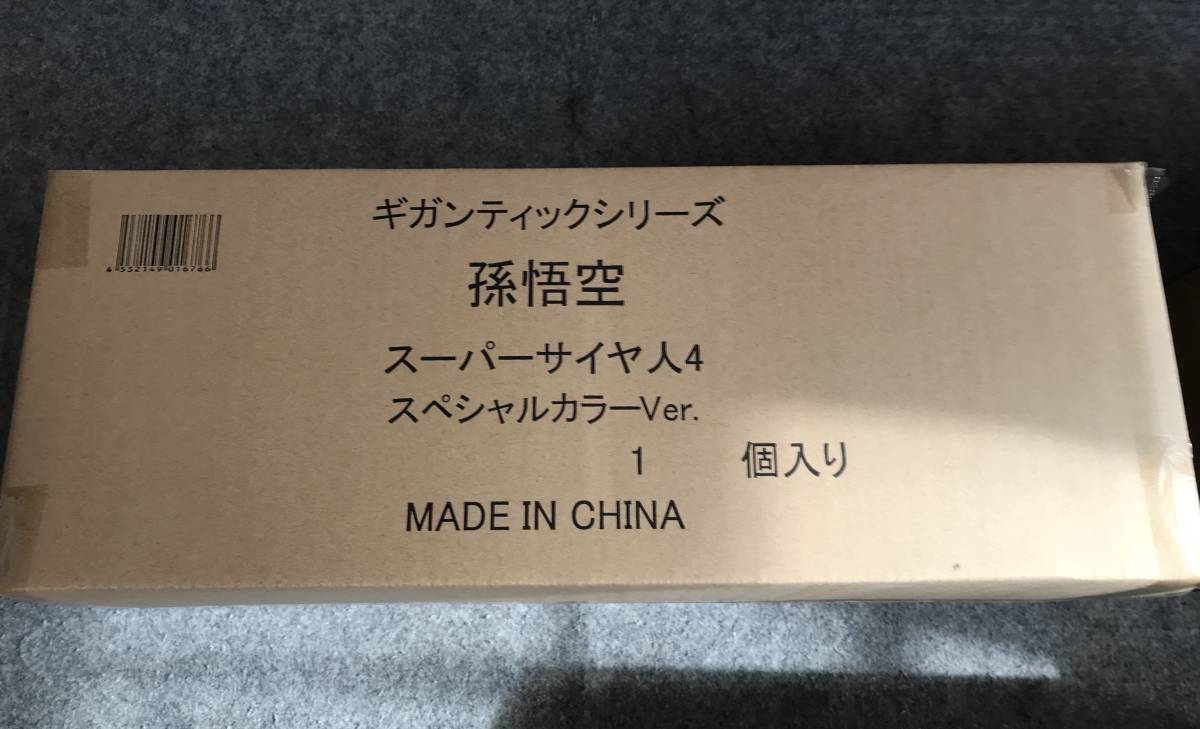 ギガンティックシリーズ
4532149016766
孫悟空
スーパーサイヤ人4
スペシャルカラーVer.
1 個入り
MADE IN CHINA